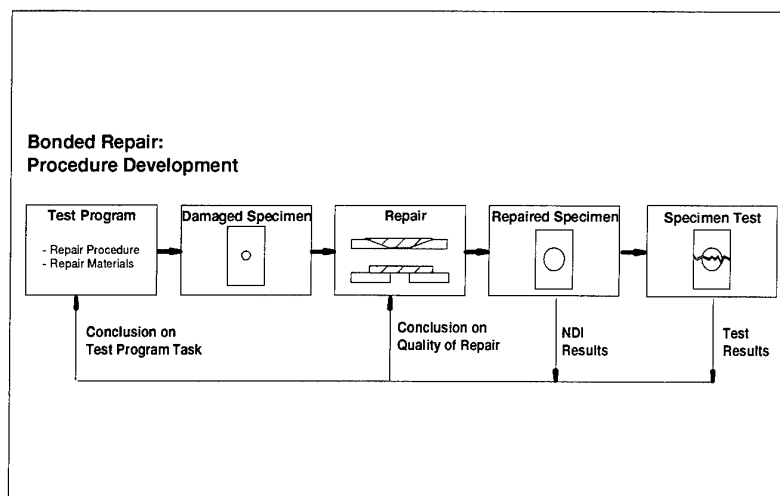 Bonded Repair:
Procedure Development
Test Program
- Repair Procedure
- Repair Materials
Damaged Specimen
Repair
Repaired Specimen
Specimen Test
Conclusion on
Test Program Task
Conclusion on
Quality of Repair
NDI
Results
Test
Results